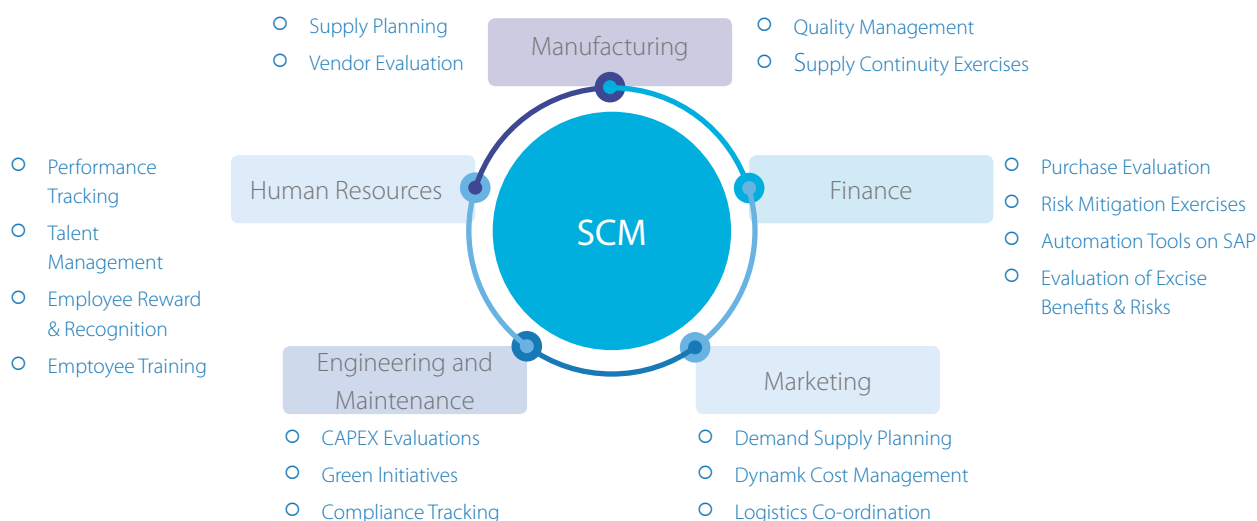 Supply Planning
Vendor Evaluation
Manufacturing
Quality Management
Supply Continuity Exercises
Performance
Tracking
Talent
Management
Employee Reward
& Recognition
Emptoyee Training
Human Resources
SCM
Finance
Purchase Evaluation
Risk Mitigation Exercises
Automation Tools on SAP
Evaluation of Excise
Benefits & Risks
Engineering and
Maintenance
CAPEX Evaluations
Green Initiatives
Compliance Tracking
Marketing
Demand Supply Planning
Dynamk Cost Management
Logistics Co-ordination